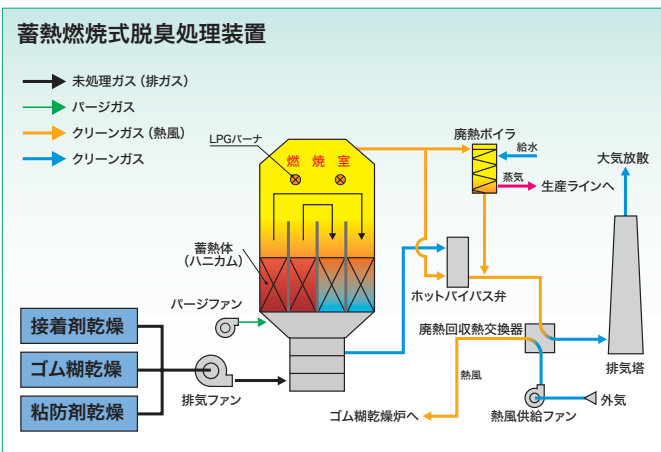 蓄熱燃焼式脱臭処理装置
未処理ガス（排ガス）
パージガス
クリーンガス（熱風）
クリーンガス
LPGバーナ
燃焼室
廃熱ボイラ
給水
蒸気
生産ラインへ
大気放散
蓄熱体
（ハニカム）
ホットバイパス弁
パージファン
接着剤乾燥
ゴム糊乾燥
粘防剤乾燥
排気ファン
廃熱回収熱交換器
熱風
ゴム糊乾燥炉へ
熱風供給ファン
外気
排気塔